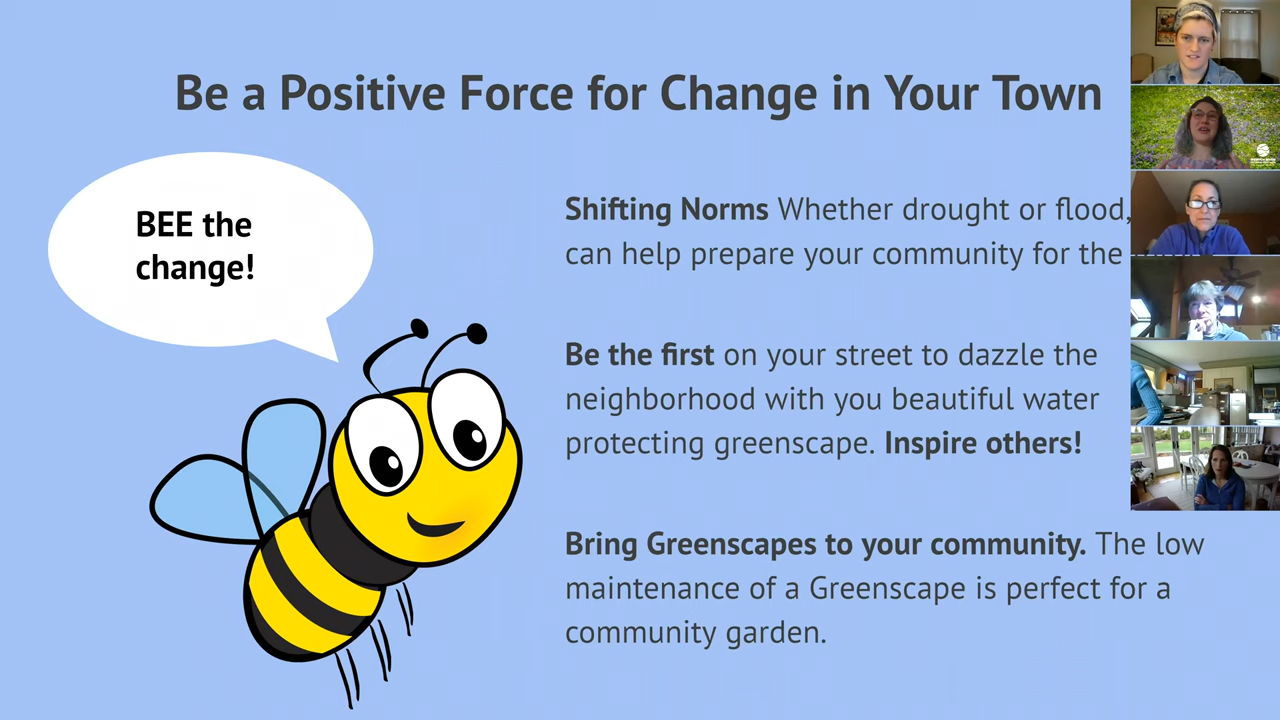 Be a Positive Force for Change in Your Town
BEE the
change!
Shifting Norms Whether drought or flood,
can help prepare your community for the
Be the first on your street to dazzle the
neighborhood with you beautiful water
protecting greenscape. Inspire others!
Bring Greenscapes to your community. The low
maintenance of a Greenscape is perfect for a
community garden.